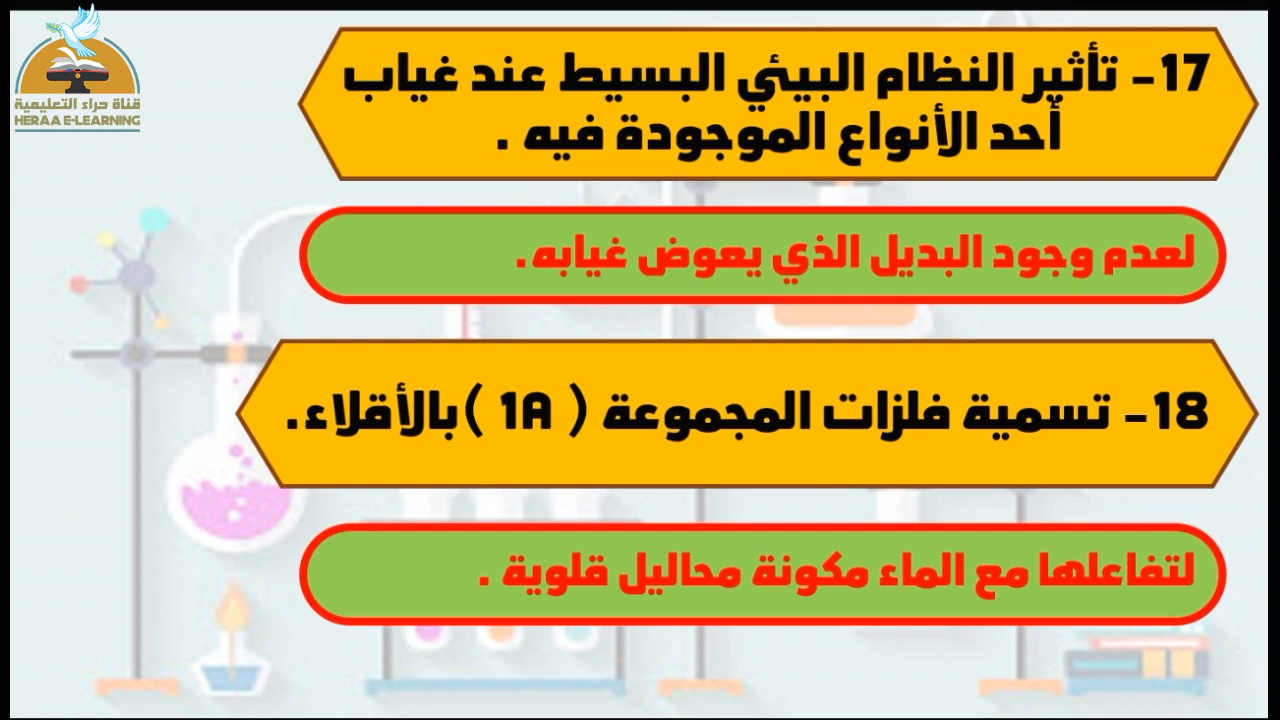 قناة حراء التعليمية
HERAA E-LEARNING
17- تأثير النظام البيئي البسيط عند غياب
أحد الأنواع الموجودة فيه .
لعدم وجود البديل الذي يعوض غيابه.
18- تسمية فلزات المجموعة ( 1A )بالأقلاء.
لتفاعلها مع الماء مكونة محاليل قلوية .